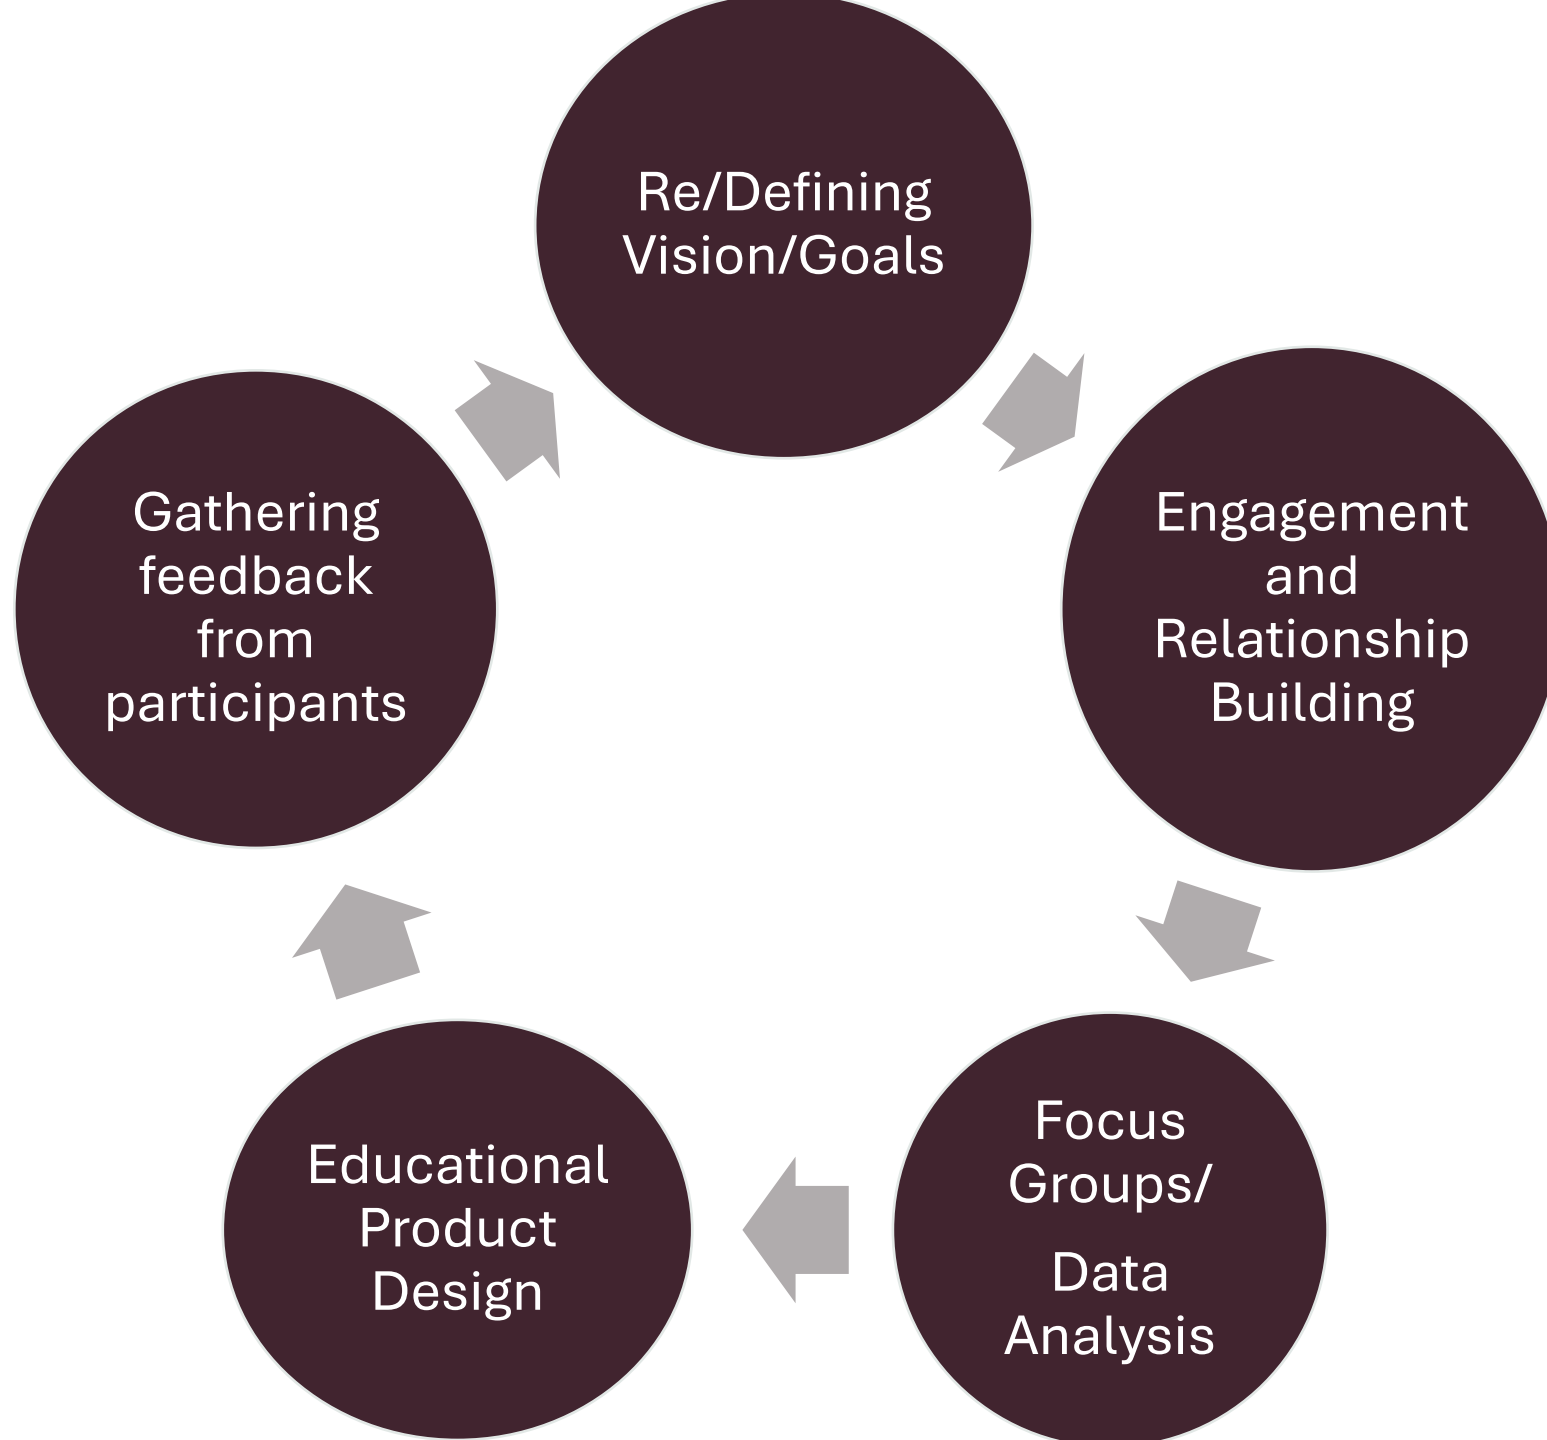 Re/Defining
Vision/Goals
Engagement
and
Relationship
Building
Focus
Groups/
Data
Analysis
Educational
Product
Design
Gathering
feedback
from
participants